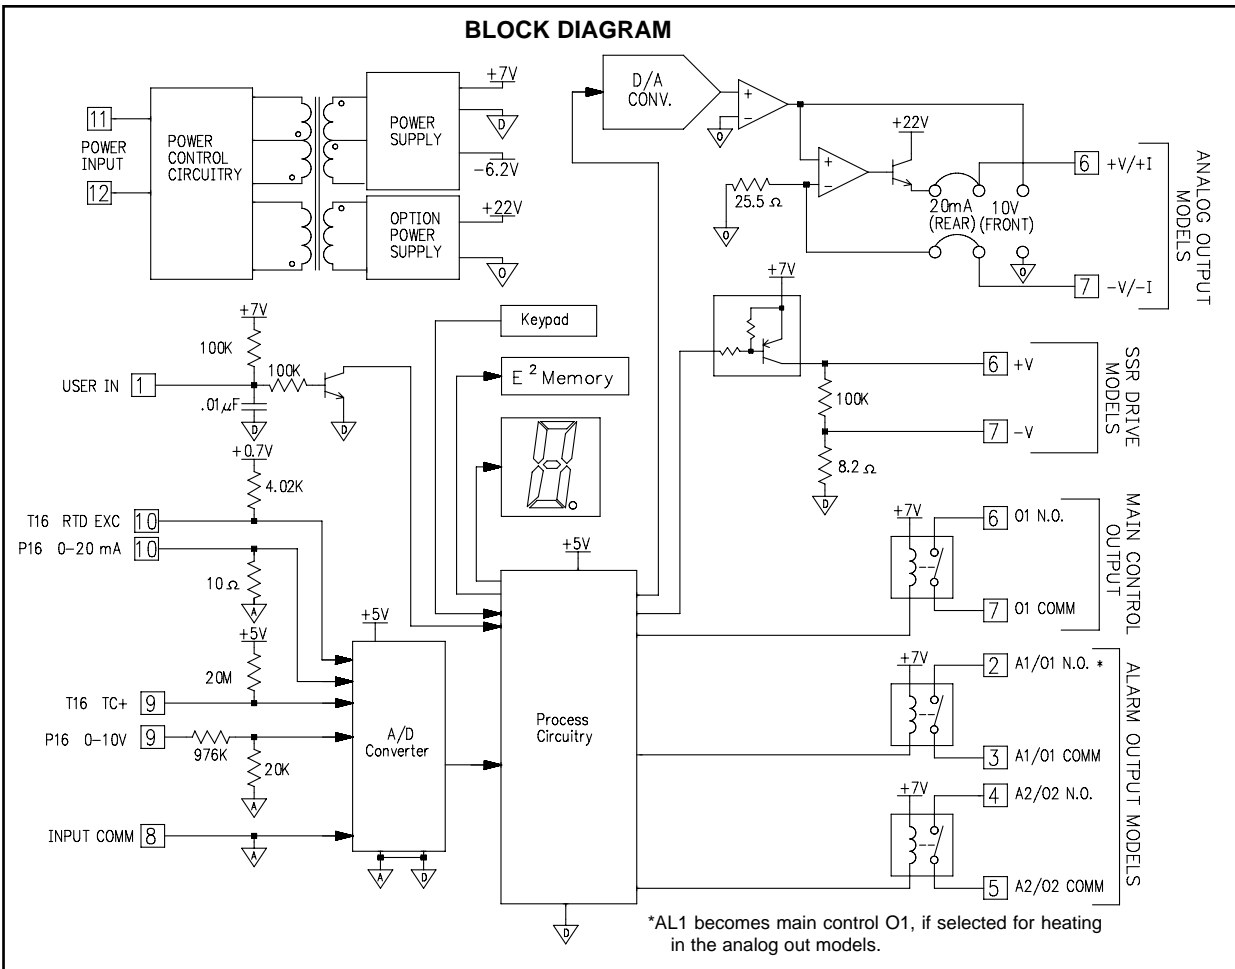 BLOCK DIAGRAM
11
POWER
INPUT
12
POWER
CONTROL
CIRCUITRY
POWER
SUPPLY
+7V
D
-6.2V
OPTION
POWER
SUPPLY
+22V
O
D/A
CONV.
+
-
O
+
-
+22V
25.5 Ω
O
20mA
(REAR)
10V
(FRONT)
O
6 +V/+I
7 -V/-I
ANALOG OUTPUT
MODELS
+7V
100K
USER IN 1
100K
.01µF
D
D
Keypad
E² Memory
+7V
6 +V
100K
7 -V
8.2 Ω
D
SSR DRIVE
MODELS
+0.7V
4.02K
T16 RTD EXC 10
P16 0-20 mA 10
10 Ω
A
+5V
20M
T16 TC+ 9
P16 0-10V 9
976K
20K
A
INPUT COMM 8
A
+5V
A/D
Converter
A
D
+5V
Process
Circuitry
D
+7V
6 O1 N.O.
7 O1 COMM
MAIN CONTROL
OUTPUT
+7V
2 A1/O1 N.O. *
3 A1/O1 COMM
+7V
4 A2/O2 N.O.
5 A2/O2 COMM
ALARM OUTPUT MODELS
*AL1 becomes main control O1, if selected for heating
in the analog out models.